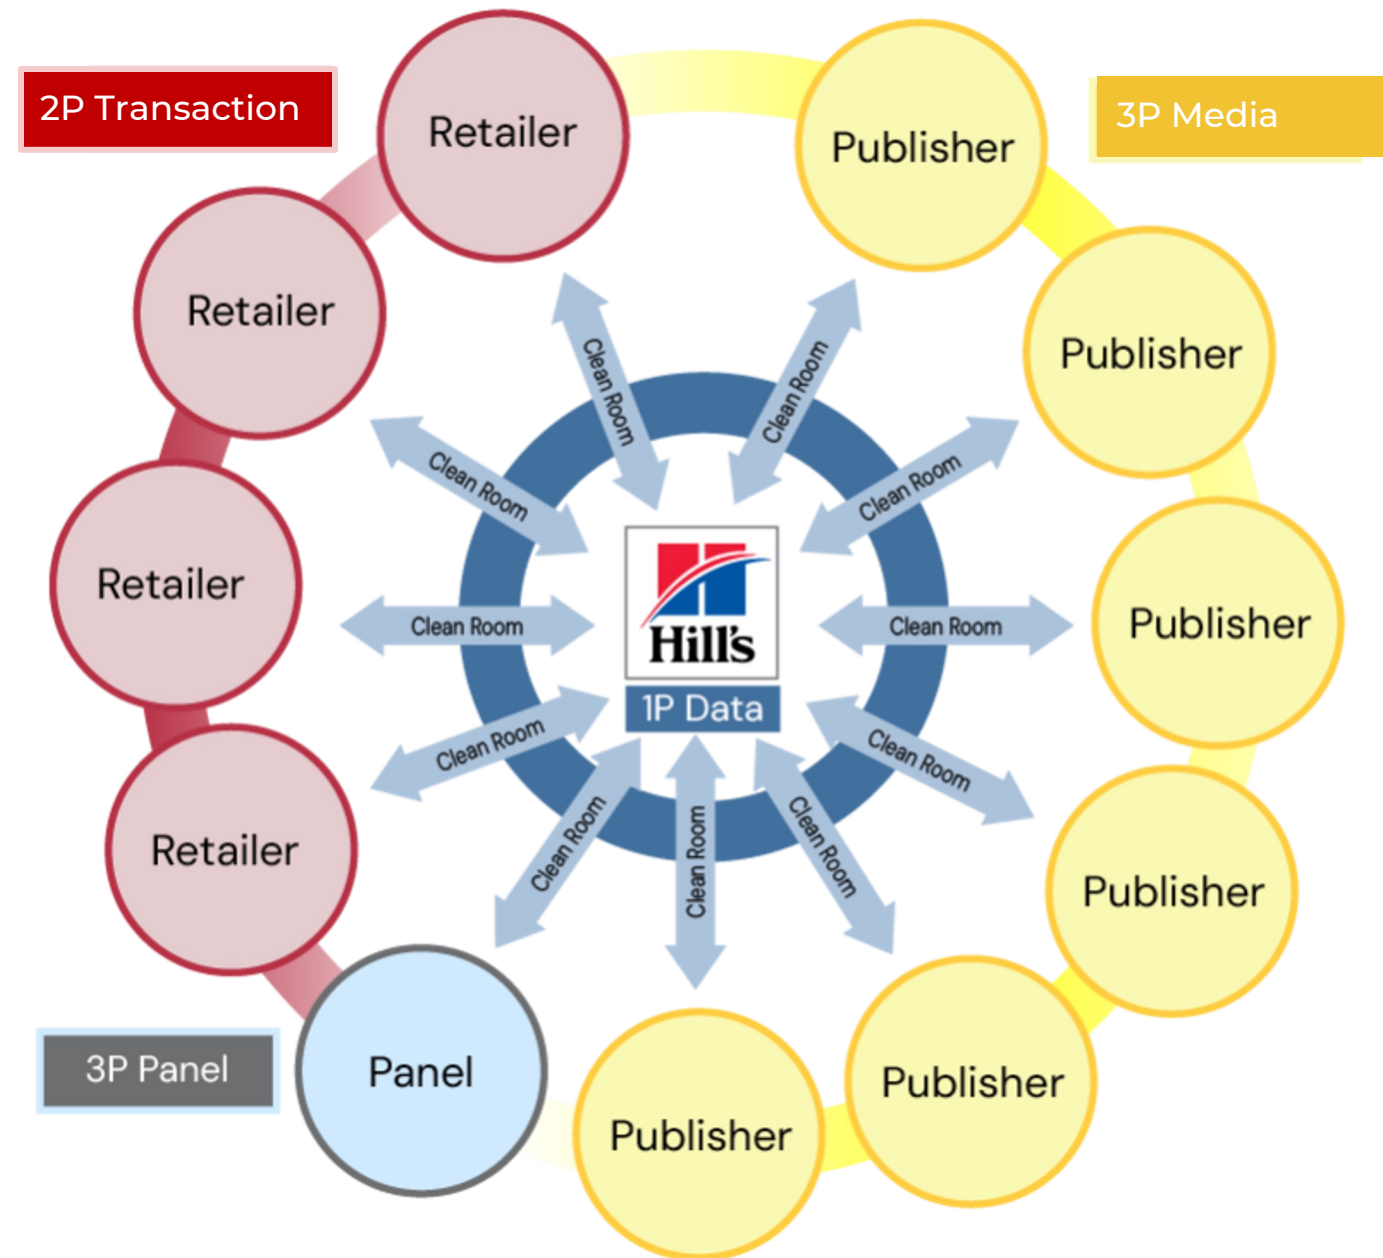 2P Transaction
3P Media
Retailer
Publisher
Retailer
Publisher
Clean Room
Clean Room
Clean Room
Clean Room
Retailer
Publisher
Clean Room
Hill's
Clean Room
1P Data
Clean Room
Clean Room
Retailer
Publisher
Clean Room
Clean Room
Clean Room
3P Panel
Panel
Publisher
Publisher